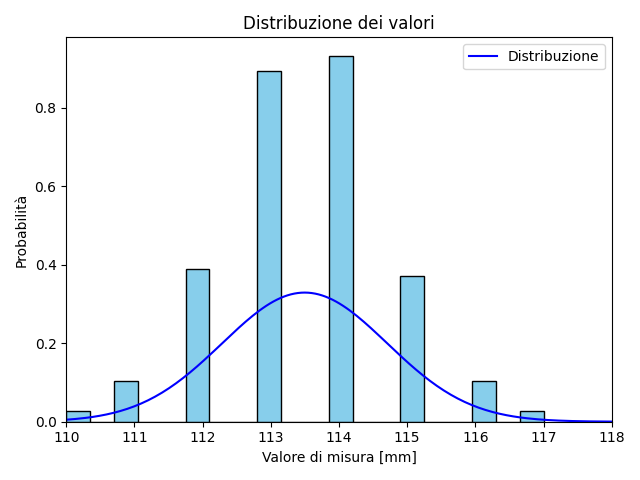 Distribuzione dei valori
Distribuzione
Probabilità
0.8
0.6
0.4
0.2
0.0
110 111 112 113 114 115 116 117 118
Valore di misura [mm]